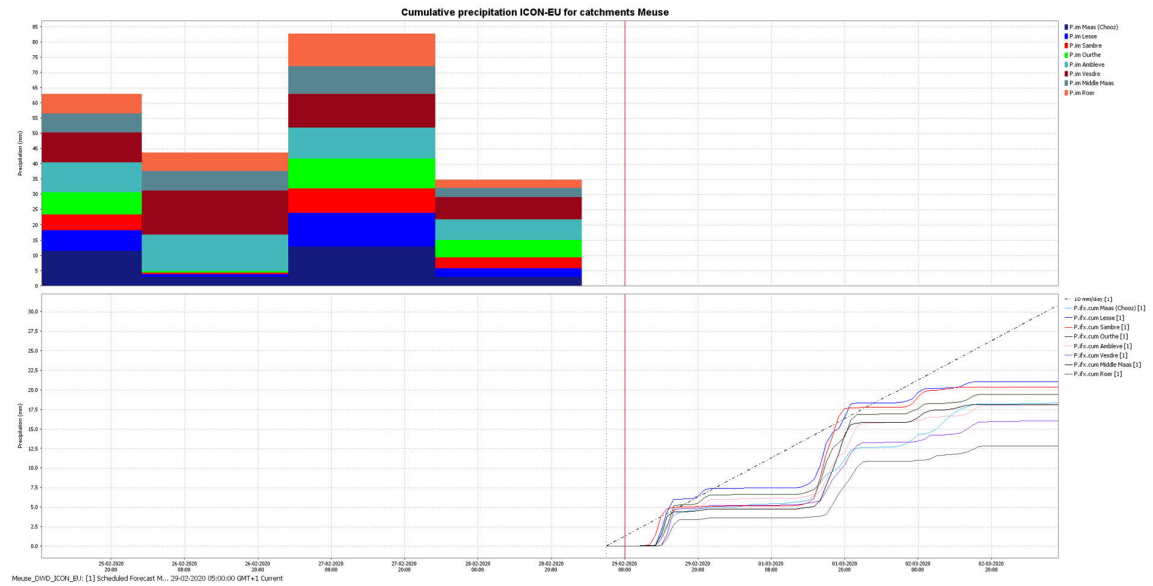 Cumulative precipitation ICON-EU for catchments Meuse
Precipitation (mm)
85
80
75
70
65
60
55
50
45
40
35
30
25
20
15
10
5
0
P.im Maas (Chooz)
P.im Lesse
P.im Sambre
P.im Ourthe
P.im Ambleve
P.im Vesdre
P.im Middle Maas
P.im Roer
Precipitation (mm)
30.0
27.5
25.0
22.5
20.0
17.5
15.0
12.5
10.0
7.5
5.0
2.5
0.0
10 mm/day [1]
P.ifx.cum Maas (Chooz) [1]
P.ifx.cum Lesse [1]
P.ifx.cum Sambre [1]
P.ifx.cum Ourthe [1]
P.ifx.cum Ambleve [1]
P.ifx.cum Vesdre [1]
P.ifx.cum Middle Maas [1]
P.ifx.cum Roer [1]
25-02-2020 20:00
26-02-2020 08:00
26-02-2020 20:00
27-02-2020 08:00
27-02-2020 20:00
28-02-2020 08:00
28-02-2020 20:00
29-02-2020 08:00
29-02-2020 20:00
01-03-2020 08:00
01-03-2020 20:00
02-03-2020 08:00
02-03-2020 20:00
Meuse_DWD_ICON_EU: [1] Scheduled Forecast M... 29-02-2020 05:00:00 GMT+1 Current